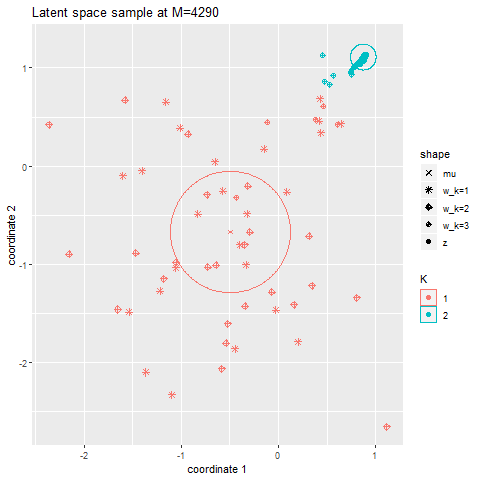 Latent space sample at M=4290
1
0
-1
-2
coordinate 2
-2
-1
0
1
coordinate 1
shape
mu
w_k=1
w_k=2
w_k=3
z
K
1
2